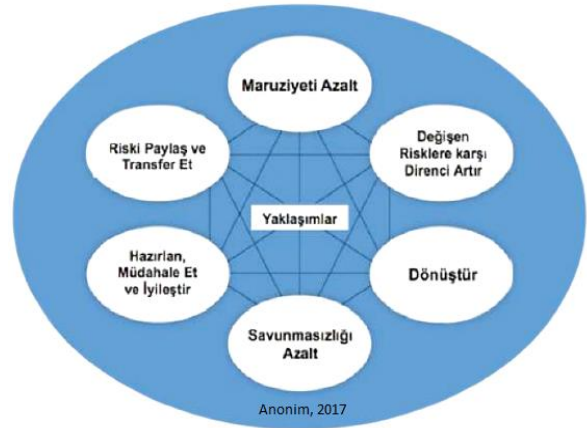 Maruziyeti Azalt
Riski Paylaş ve
Transfer Et
Değişen
Risklere karşı
Direnci Artır
Yaklaşımlar
Hazırlan,
Müdahale Et
ve İyileştir
Dönüştür
Savunmasızlığı
Azalt
Anonim, 2017